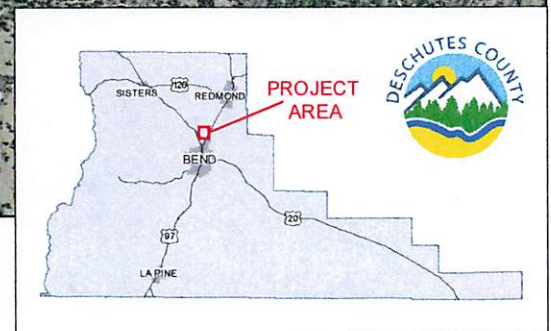 DESCHUTES COUNTY
PROJECT
AREA
SISTERS
126
REDMOND
BEND
20
97
LA PINE